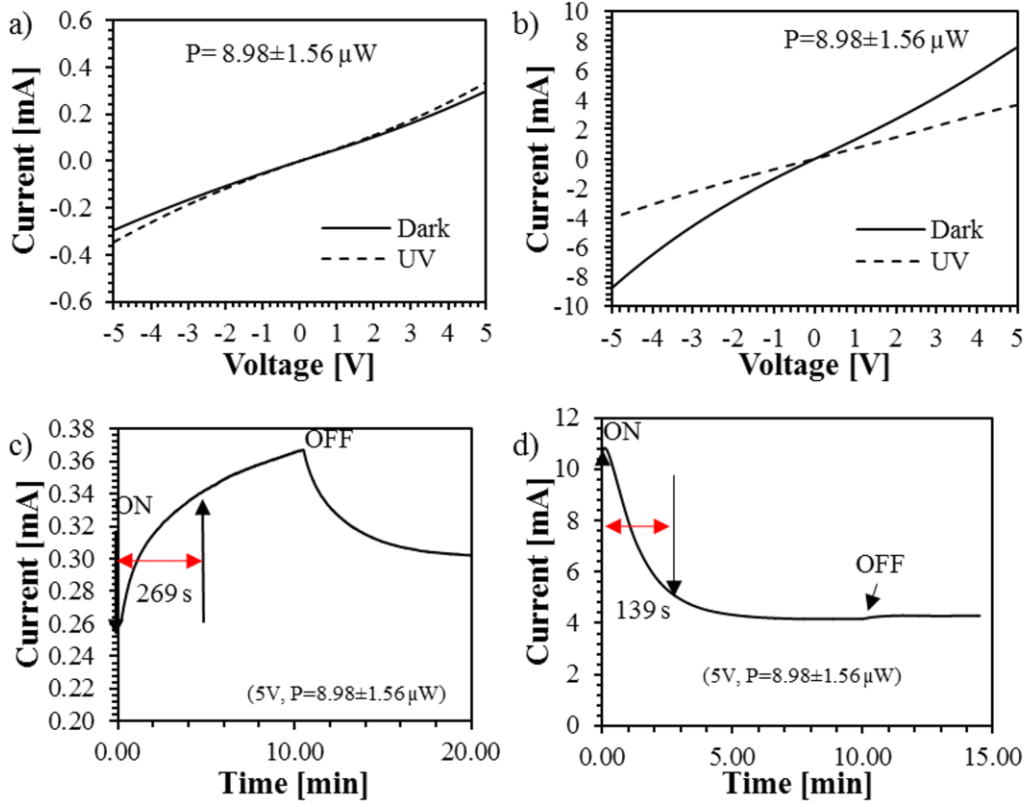 a)
P= 8.98±1.56 µW
Current [mA]
0.6
0.4
0.2
0.0
-0.2
-0.4
-0.6
Dark
UV
-5 -4 -3 -2 -1 0 1 2 3 4 5
Voltage [V]
b)
P=8.98±1.56 µW
Current [mA]
10
8
6
4
2
0
-2
-4
-6
-8
-10
Dark
UV
-5 -4 -3 -2 -1 0 1 2 3 4 5
Voltage [V]
c)
Current [mA]
0.38
0.36
0.34
0.32
0.30
0.28
0.26
0.24
0.22
0.20
ON
OFF
269 s
(5V, P=8.98±1.56 µW)
0.00 10.00 20.00
Time [min]
d)
Current [mA]
12
10
8
6
4
2
0
ON
OFF
139 s
(5V, P=8.98±1.56 µW)
0.00 5.00 10.00 15.00
Time [min]